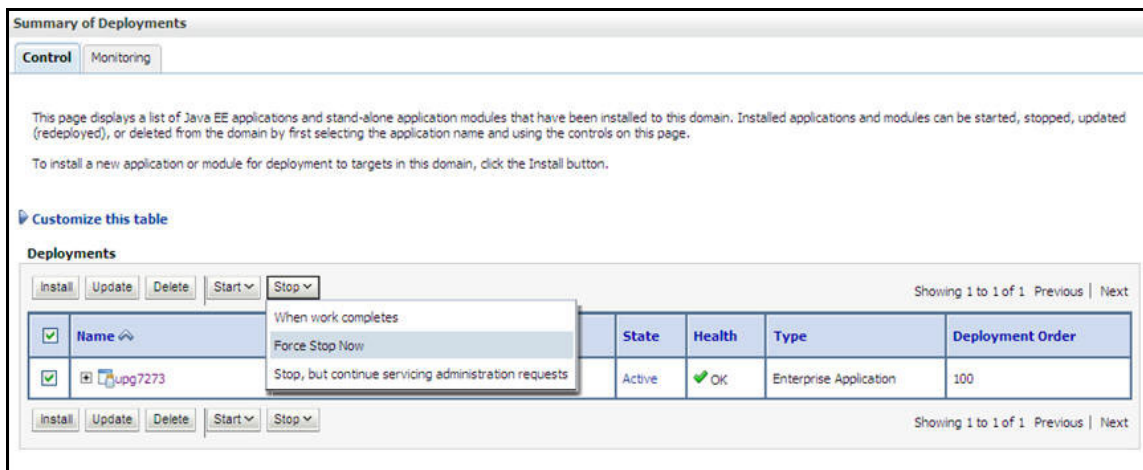 Summary of Deployments
Control Monitoring
This page displays a list of Java EE applications and stand-alone application modules that have been installed to this domain. Installed applications and modules can be started, stopped, updated
(redeployed), or deleted from the domain by first selecting the application name and using the controls on this page.
To install a new application or module for deployment to targets in this domain, click the Install button.
Customize this table
Deployments
Install Update Delete Start Stop Showing 1 to 1 of 1 Previous | Next
When work completes
Name State Health Type Deployment Order
Force Stop Now
upg7273 Active OK Enterprise Application 100
Stop, but continue servicing administration requests
Install Update Delete Start Stop Showing 1 to 1 of 1 Previous | Next